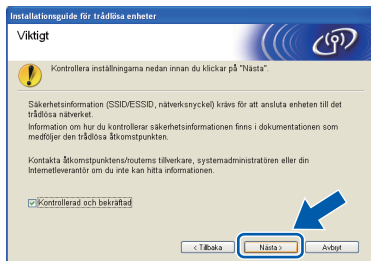 Installationsguide för trådlösa enheter
Viktigt
Kontrollera inställningarna nedan innan du klickar på "Nästa".
Säkerhetsinformation (SSID/ESSID, nätverksnyckel) krävs för att ansluta enheten till det
trådlösa nätverket.
Information om hur du kontrollerar säkerhetsinformationen finns i dokumentationen som
medföljer den trådlösa åtkomstpunkten.
Kontakta åtkomstpunktens/routerns tillverkare, systemadministratören eller din
Internetleverantör om du inte kan hitta informationen.
Kontrollerad och bekräftad
< Tillbaka Nästa > Avbryt